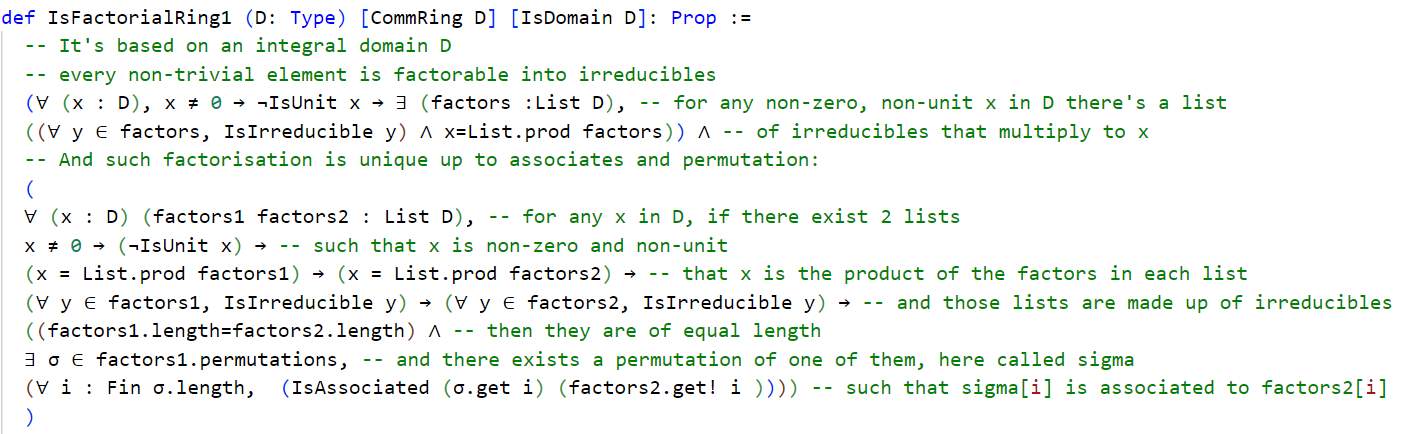 def IsFactorialRing1 (D: Type) [CommRing D] [IsDomain D]: Prop :=
-- It's based on an integral domain D
-- every non-trivial element is factorable into irreducibles
(∀ (x : D), x ≠ 0 → ¬IsUnit x → ∃ (factors :List D), -- for any non-zero, non-unit x in D there's a list
((∀ y ∈ factors, IsIrreducible y) ∧ x=List.prod factors)) ∧ -- of irreducibles that multiply to x
-- And such factorisation is unique up to associates and permutation:
(
∀ (x : D) (factors1 factors2 : List D), -- for any x in D, if there exist 2 lists
x ≠ 0 → (¬IsUnit x) → -- such that x is non-zero and non-unit
(x = List.prod factors1) → (x = List.prod factors2) → -- that x is the product of the factors in each list
(∀ y ∈ factors1, IsIrreducible y) → (∀ y ∈ factors2, IsIrreducible y) → -- and those lists are made up of irreducibles
((factors1.length=factors2.length) ∧ -- then they are of equal length
∃ σ ∈ factors1.permutations, -- and there exists a permutation of one of them, here called sigma
(∀ i : Fin σ.length,  (IsAssociated (σ.get i) (factors2.get! i )))) -- such that sigma[i] is associated to factors2[i]
)